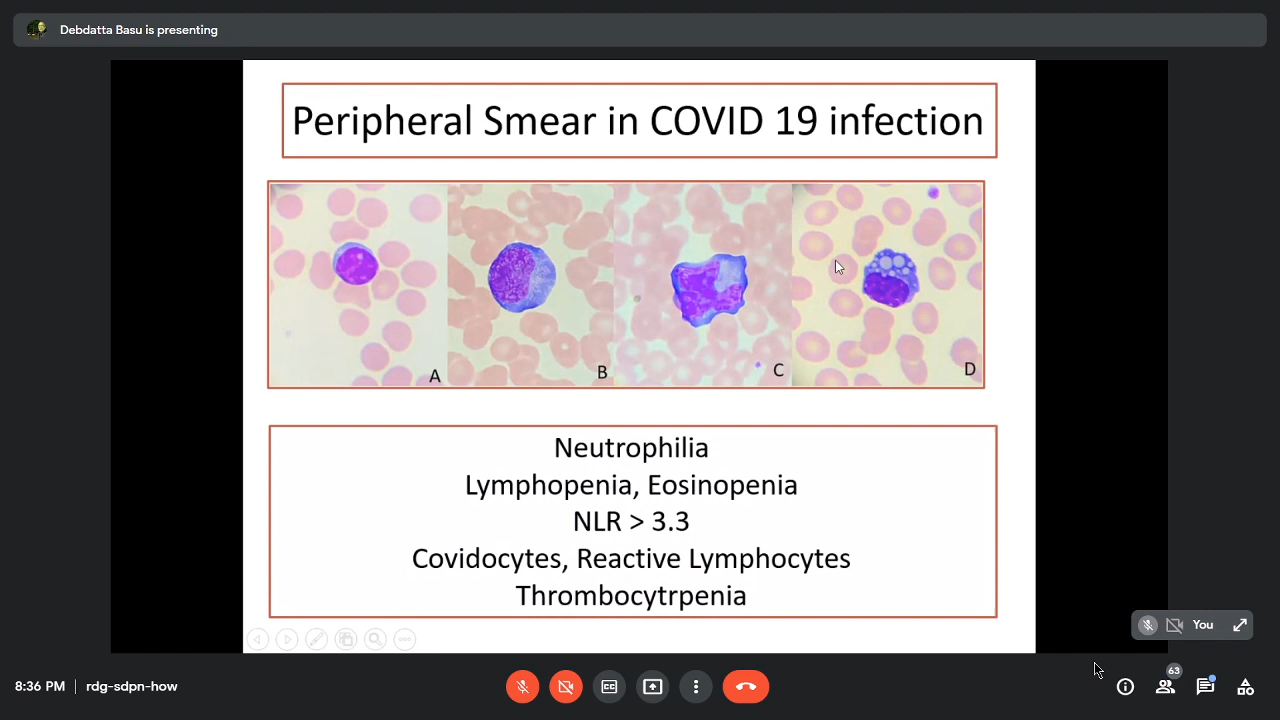 Debdatta Basu is presenting
Peripheral Smear in COVID 19 infection
A
B
C
D
Neutrophilia
Lymphopenia, Eosinopenia
NLR > 3.3
Covidocytes, Reactive Lymphocytes
Thrombocytrpenia
You
8:36 PM | rdg-sdpn-how
63